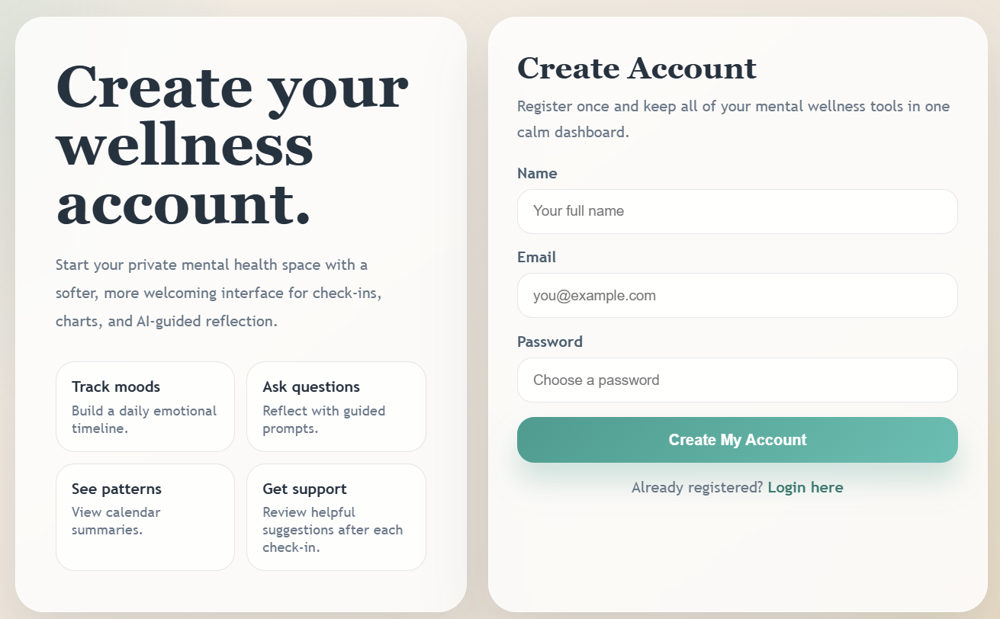 Create your
wellness
account.
Start your private mental health space with a
softer, more welcoming interface for check-ins,
charts, and AI-guided reflection.
Track moods
Build a daily emotional
timeline.
Ask questions
Reflect with guided
prompts.
See patterns
View calendar
summaries.
Get support
Review helpful
suggestions after each
check-in.
Create Account
Register once and keep all of your mental wellness tools in one
calm dashboard.
Name
Your full name
Email
you@example.com
Password
Choose a password
Create My Account
Already registered? Login here